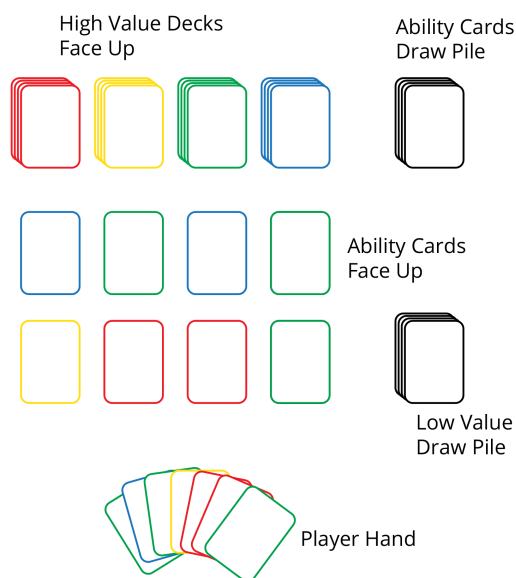 High Value Decks
Face Up
Ability Cards
Draw Pile
Ability Cards
Face Up
Low Value
Draw Pile
Player Hand